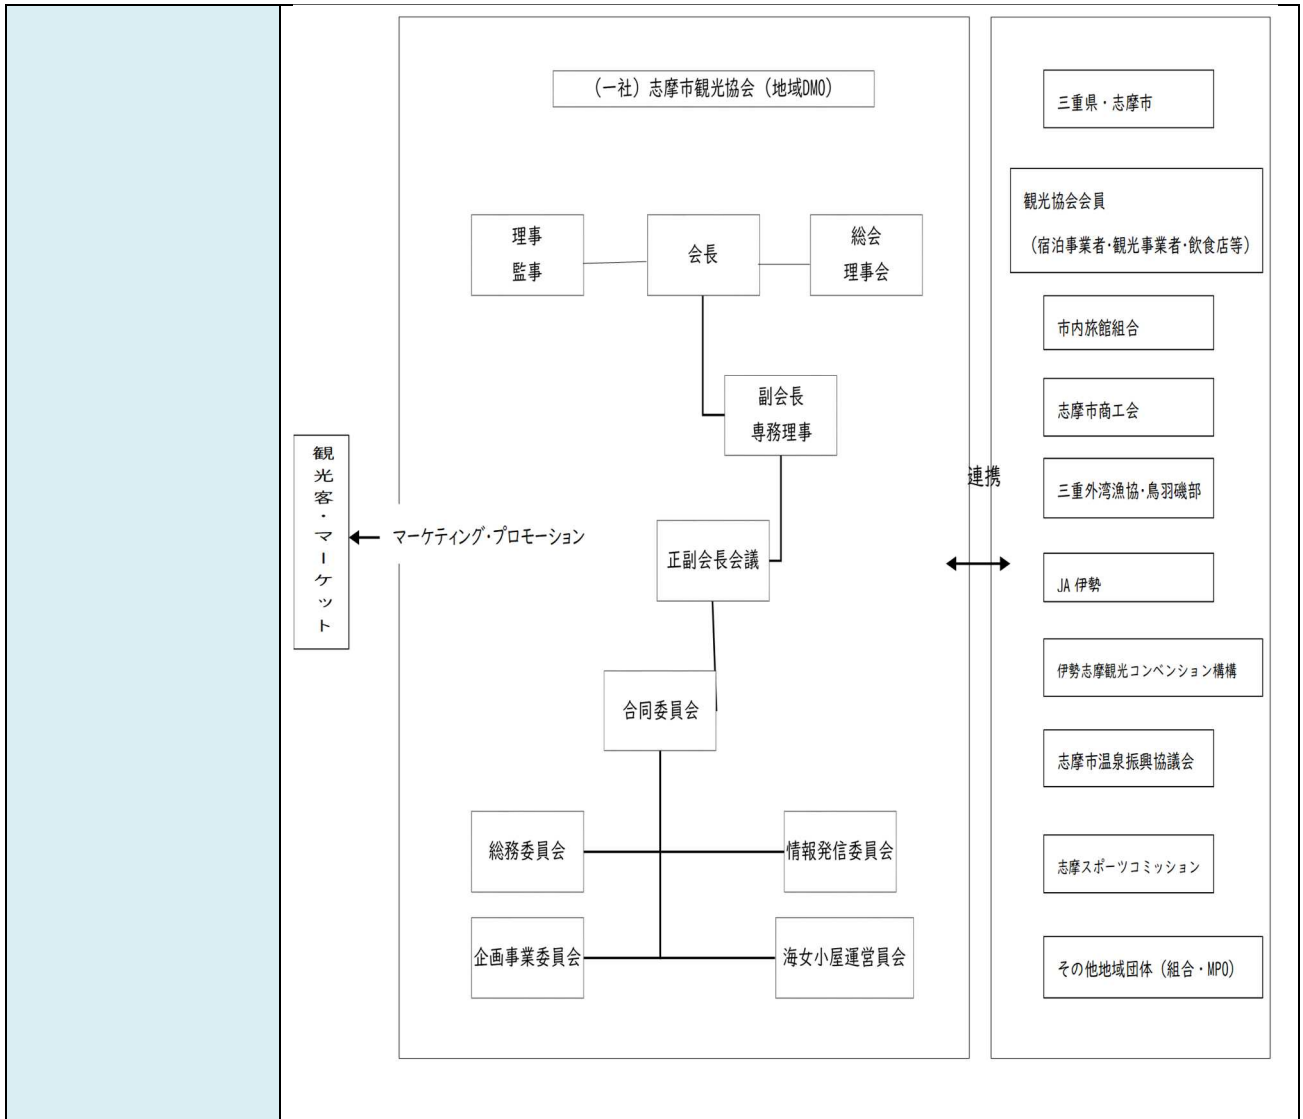 （一社）志摩市観光協会（地域DMO）
理事
監事
会長
総会
理事会
副会長
専務理事
正副会長会議
合同委員会
総務委員会
情報発信委員会
企画事業委員会
海女小屋運営員会
観光客・マーケット
マーケティング・プロモーション
連携
三重県・志摩市
観光協会会員
（宿泊事業者・観光事業者・飲食店等）
市内旅館組合
志摩市商工会
三重外湾漁協・鳥羽磯部
JA 伊勢
伊勢志摩観光コンベンション構構
志摩市温泉振興協議会
志摩スポーツコミッション
その他地域団体（組合・MPO）